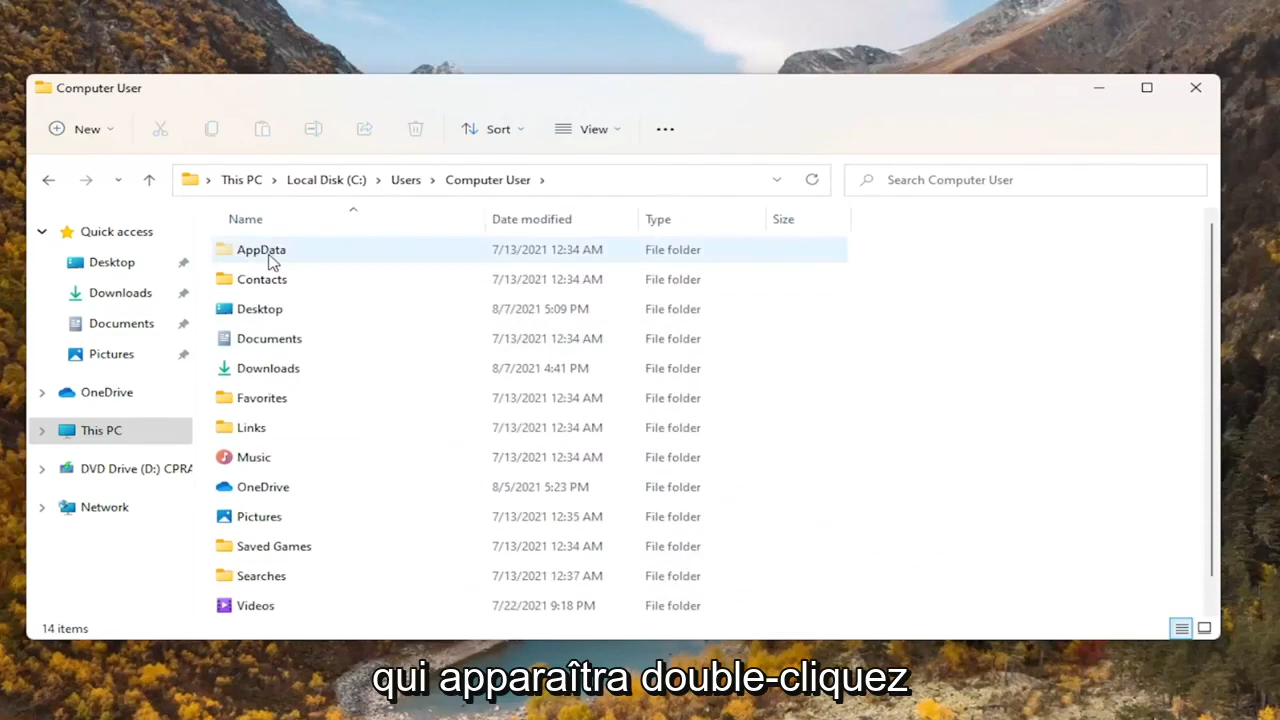 Computer User
New Sort View
This PC Local Disk (C:) Users Computer User Search Computer User
Name Date modified Type Size
Quick access
Desktop
Downloads
Documents
Pictures
OneDrive
This PC
DVD Drive (D:) CPRA
Network
AppData 7/13/2021 12:34 AM File folder
Contacts 7/13/2021 12:34 AM File folder
Desktop 8/7/2021 5:09 PM File folder
Documents 7/13/2021 12:34 AM File folder
Downloads 8/7/2021 4:41 PM File folder
Favorites 7/13/2021 12:34 AM File folder
Links 7/13/2021 12:34 AM File folder
Music 7/13/2021 12:34 AM File folder
OneDrive 8/5/2021 5:23 PM File folder
Pictures 7/13/2021 12:35 AM File folder
Saved Games 7/13/2021 12:34 AM File folder
Searches 7/13/2021 12:37 AM File folder
Videos 7/22/2021 9:18 PM File folder
14 items
qui apparaîtra double-cliquez